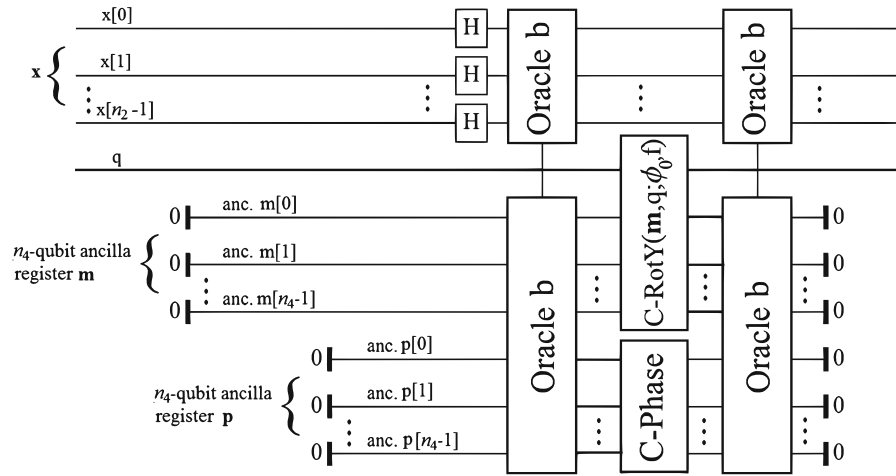 x[0]
H
Oracle b
Oracle b
x
x[1]
H
x[n₂-1]
H
q
C-RotY(m,q;ϕ₀,f)
0
anc. m[0]
0
n₄-qubit ancilla
register m
0
anc. m[1]
0
0
anc. m[n₄-1]
0
Oracle b
Oracle b
0
anc. p[0]
0
C-Phase
n₄-qubit ancilla
register p
0
anc. p[1]
0
0
anc. p[n₄-1]
0